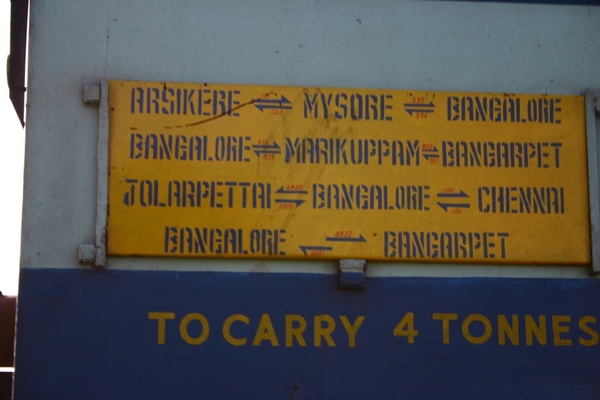 ARSIKERE ⇌ MYSORE ⇌ BANGALORE
BANGALORE ⇌ MARIKUPPAM ⇌ BANGARPET
JOLARPETTAI ⇌ BANGALORE ⇌ CHENNAI
BANGALORE ⇌ BANGARPET
TO CARRY 4 TONNES